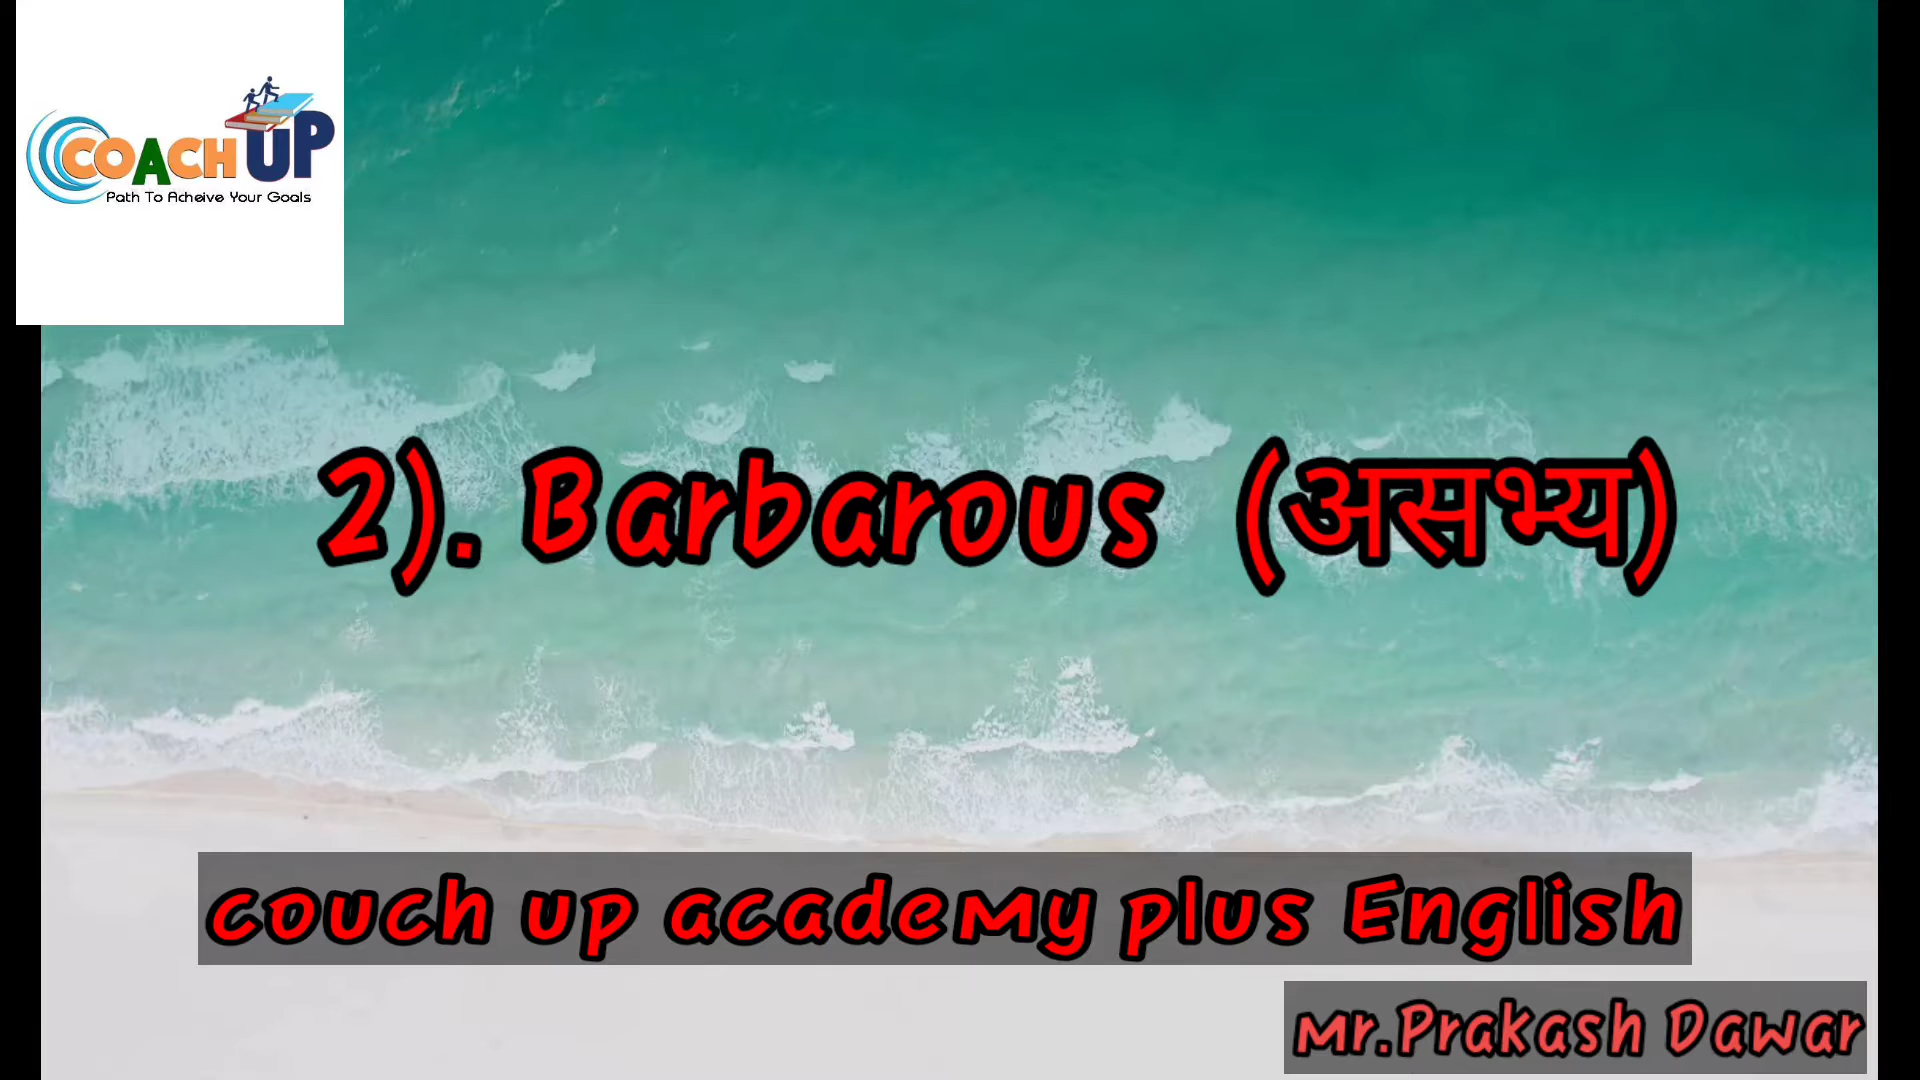 COACH UP
Path To Acheive Your Goals
2). Barbarous (असभ्य)
couch up academy plus English
Mr.Prakash Dawar